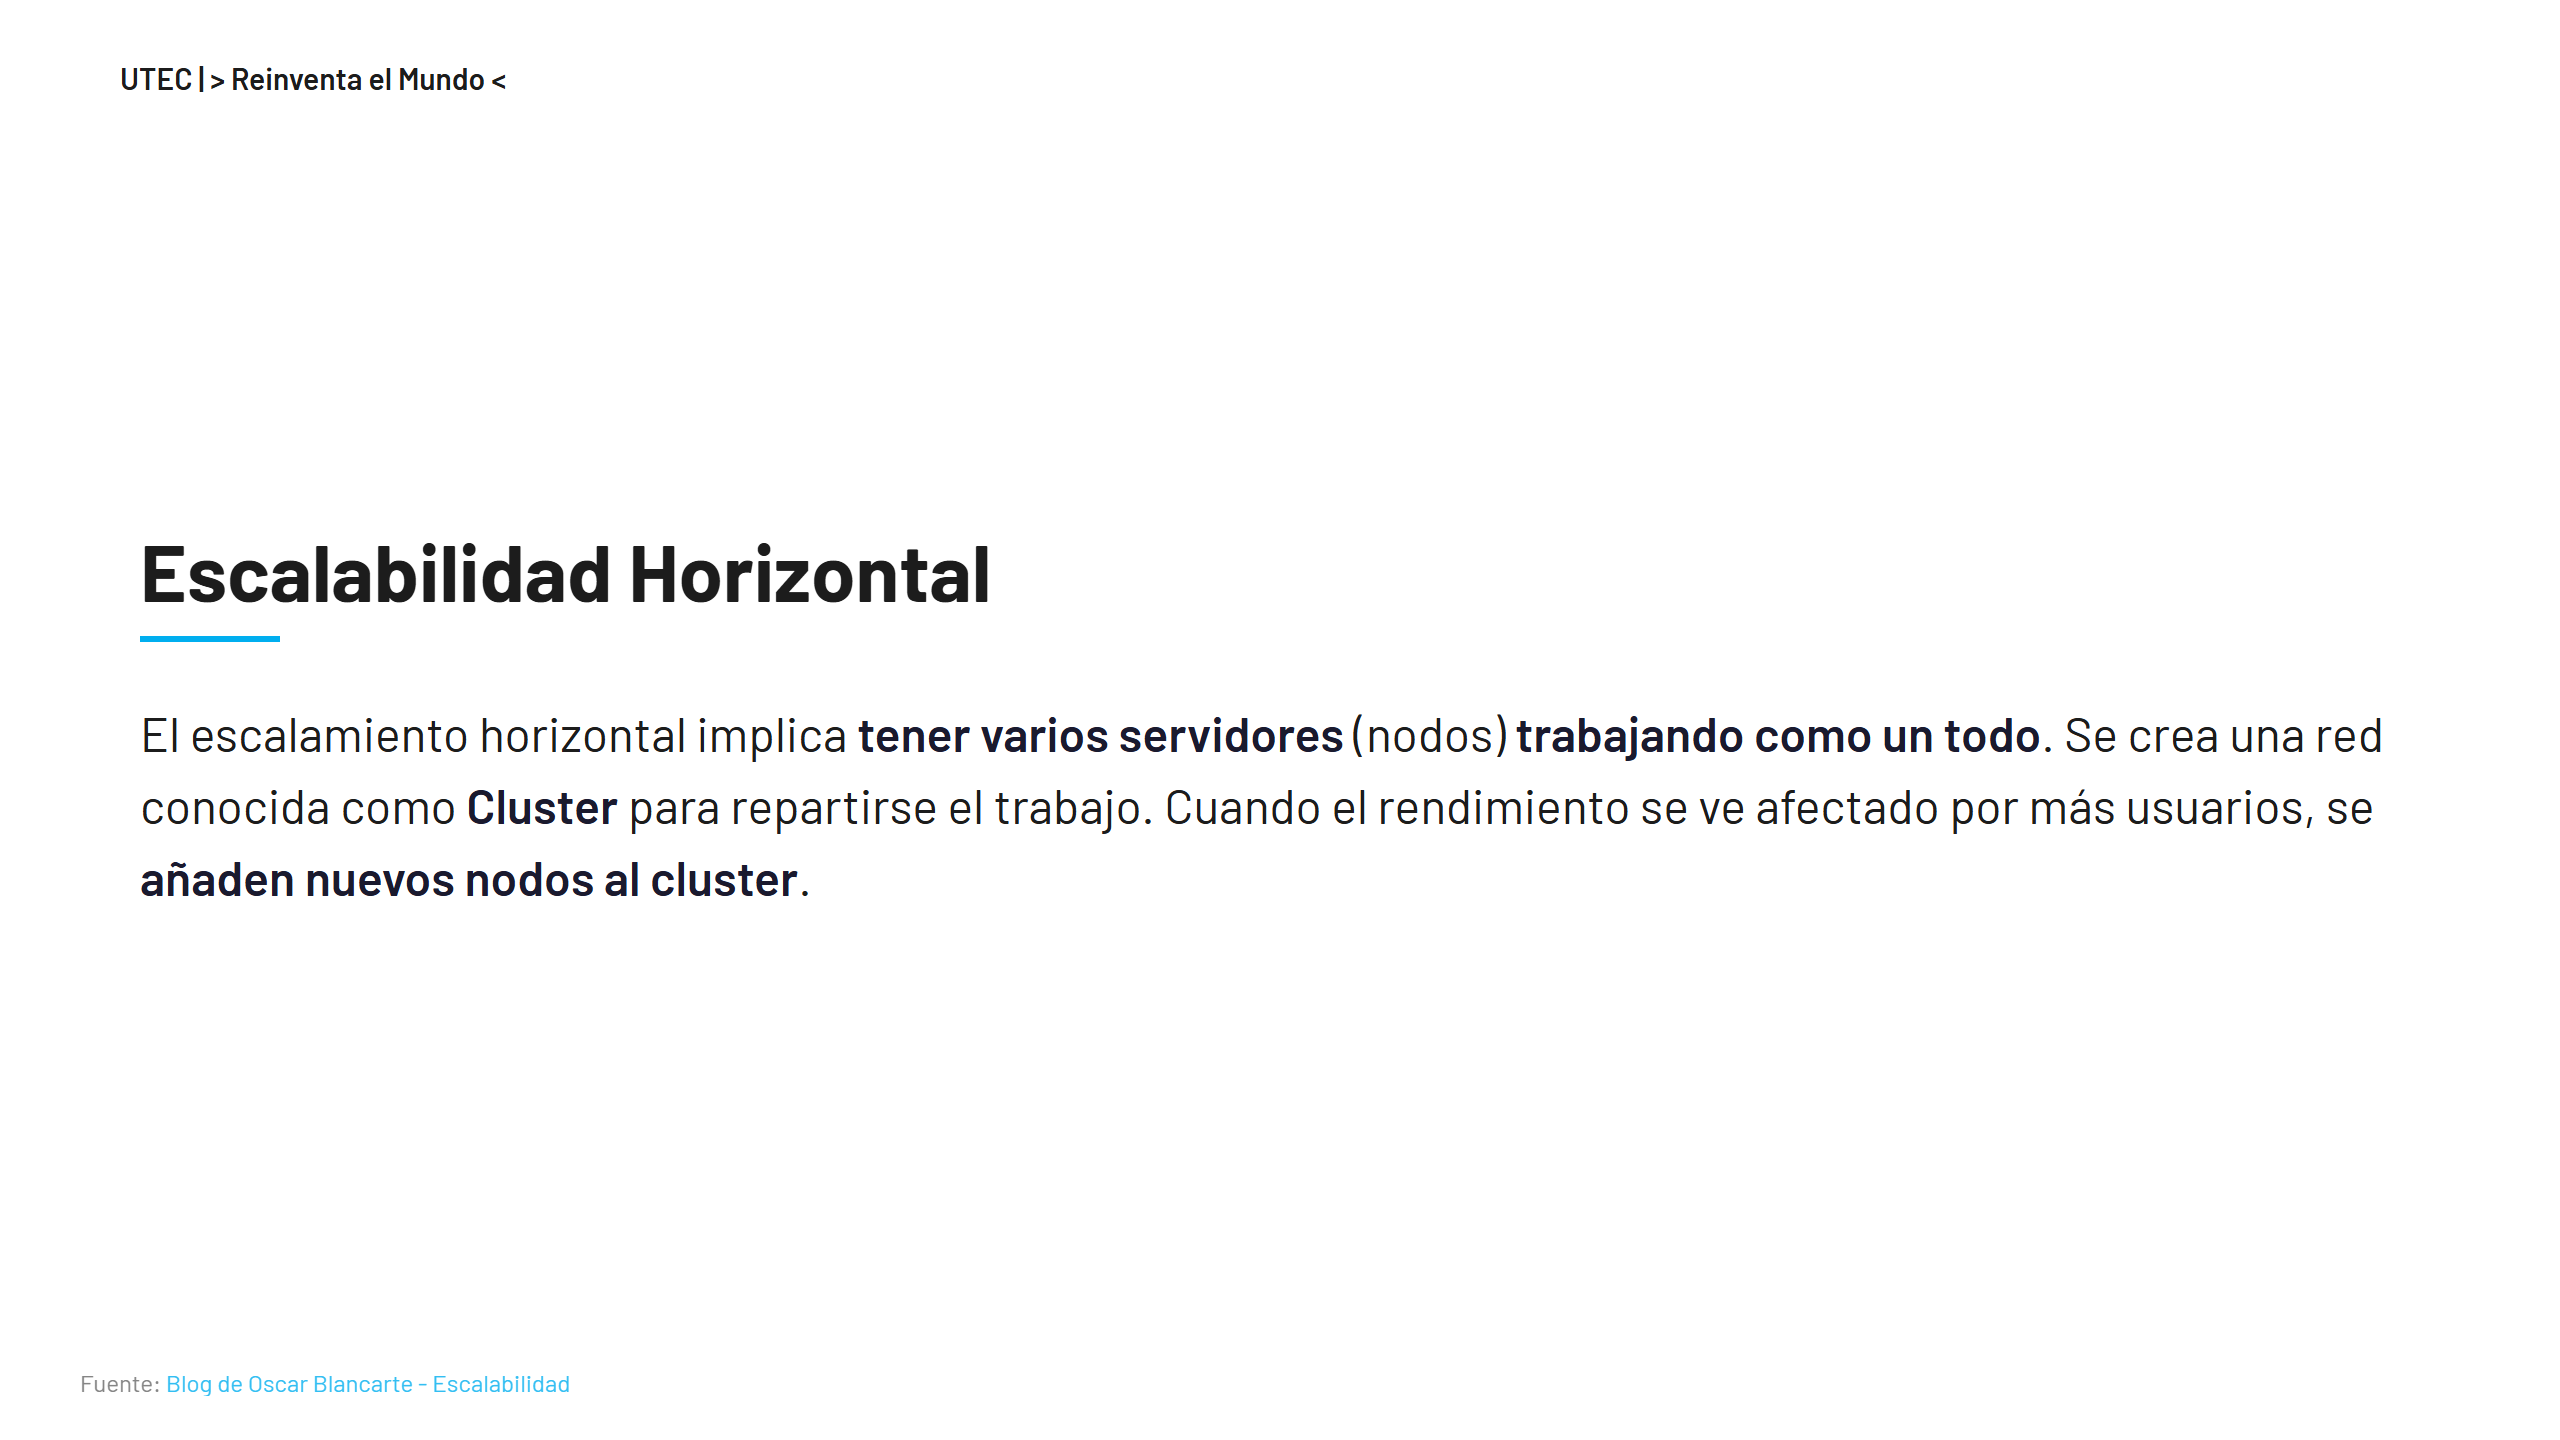 UTEC | > Reinventa el Mundo <
Escalabilidad Horizontal
El escalamiento horizontal implica tener varios servidores (nodos) trabajando como un todo. Se crea una red
conocida como Cluster para repartirse el trabajo. Cuando el rendimiento se ve afectado por más usuarios, se
añaden nuevos nodos al cluster.
Fuente: Blog de Oscar Blancarte - Escalabilidad